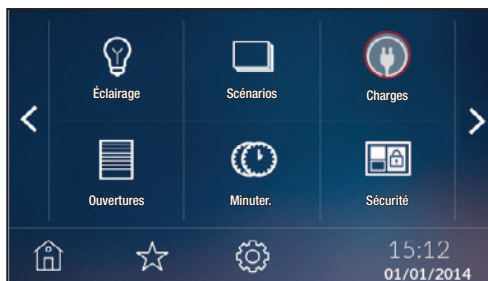 Éclairage
Scénarios
Charges
Ouvertures
Minuter.
Sécurité
15:12
01/01/2014